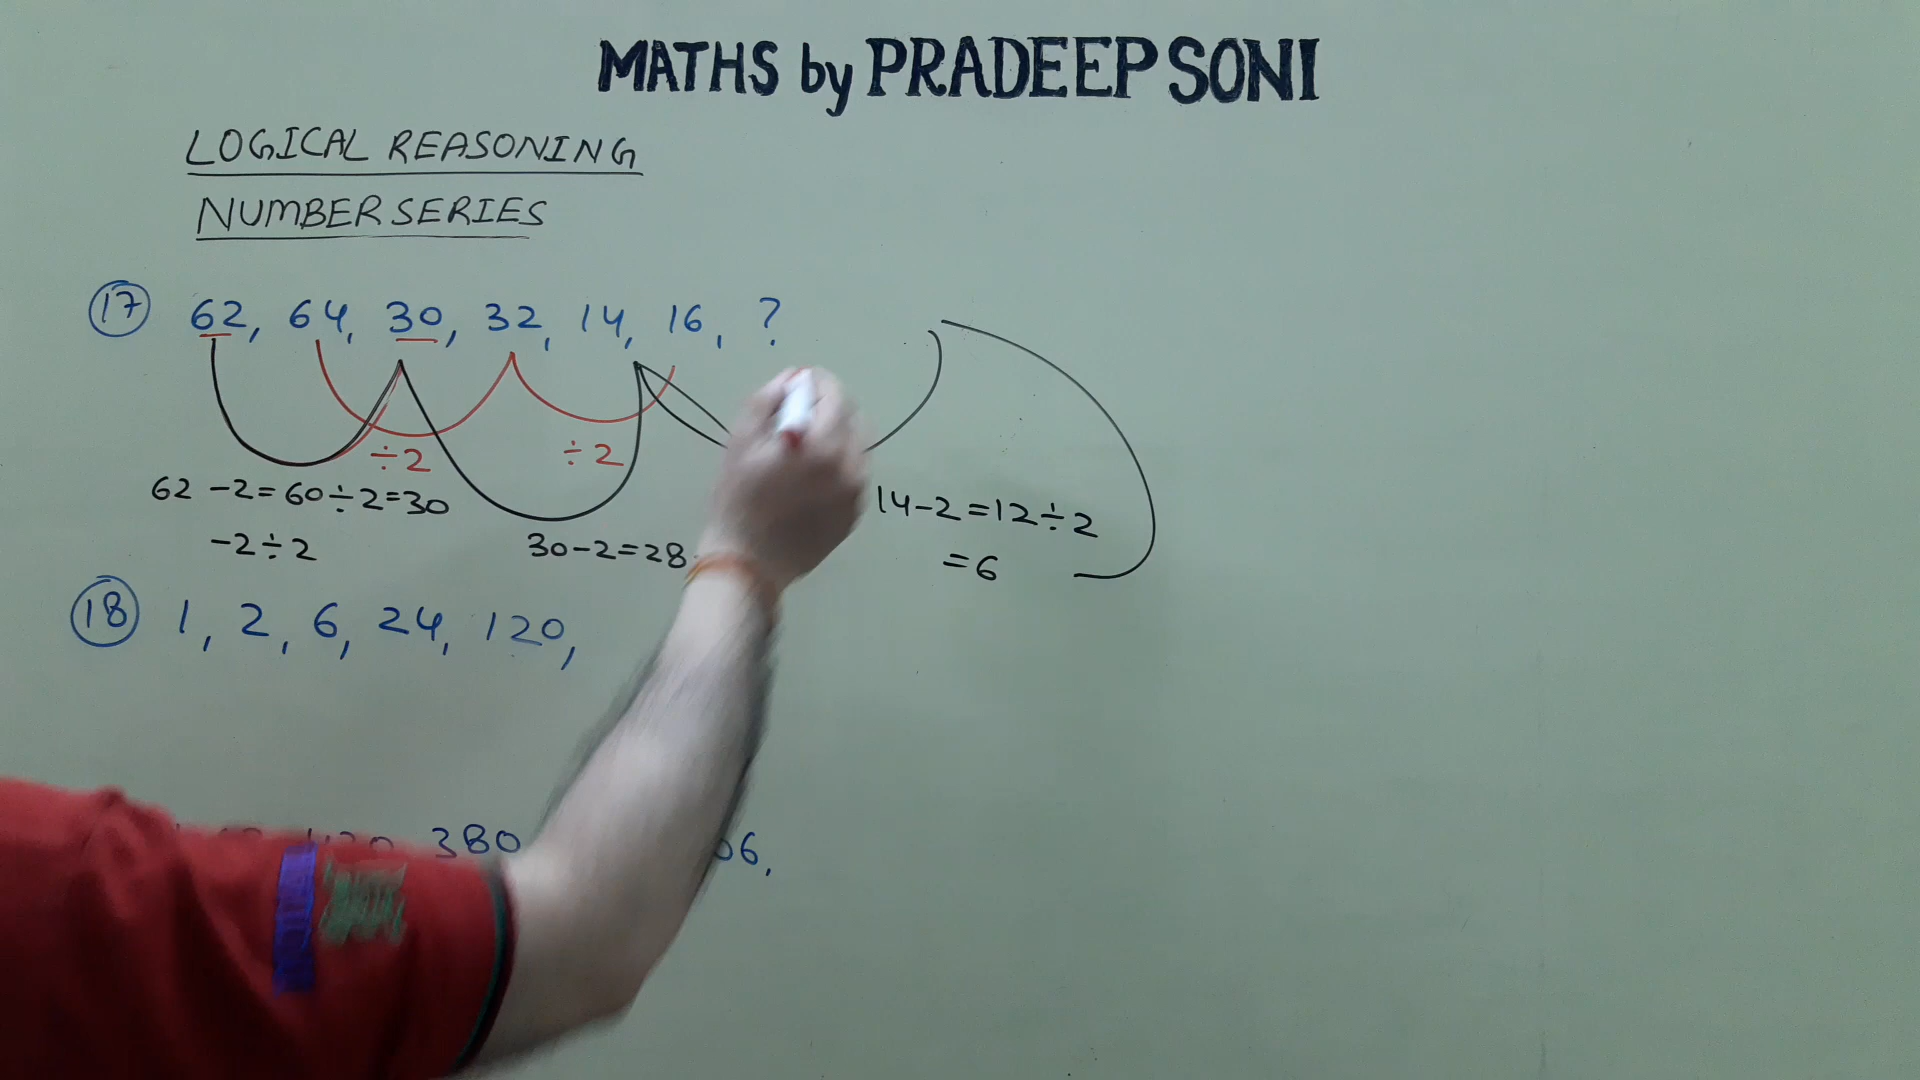 MATHS by PRADEEP SONI
LOGICAL REASONING
NUMBER SERIES
17 62, 64, 30, 32, 14, 16, ?
÷2 ÷2
62 -2=60÷2=30
-2÷2
30-2=28
14-2=12÷2
=6
18 1, 2, 6, 24, 120,
380
06,